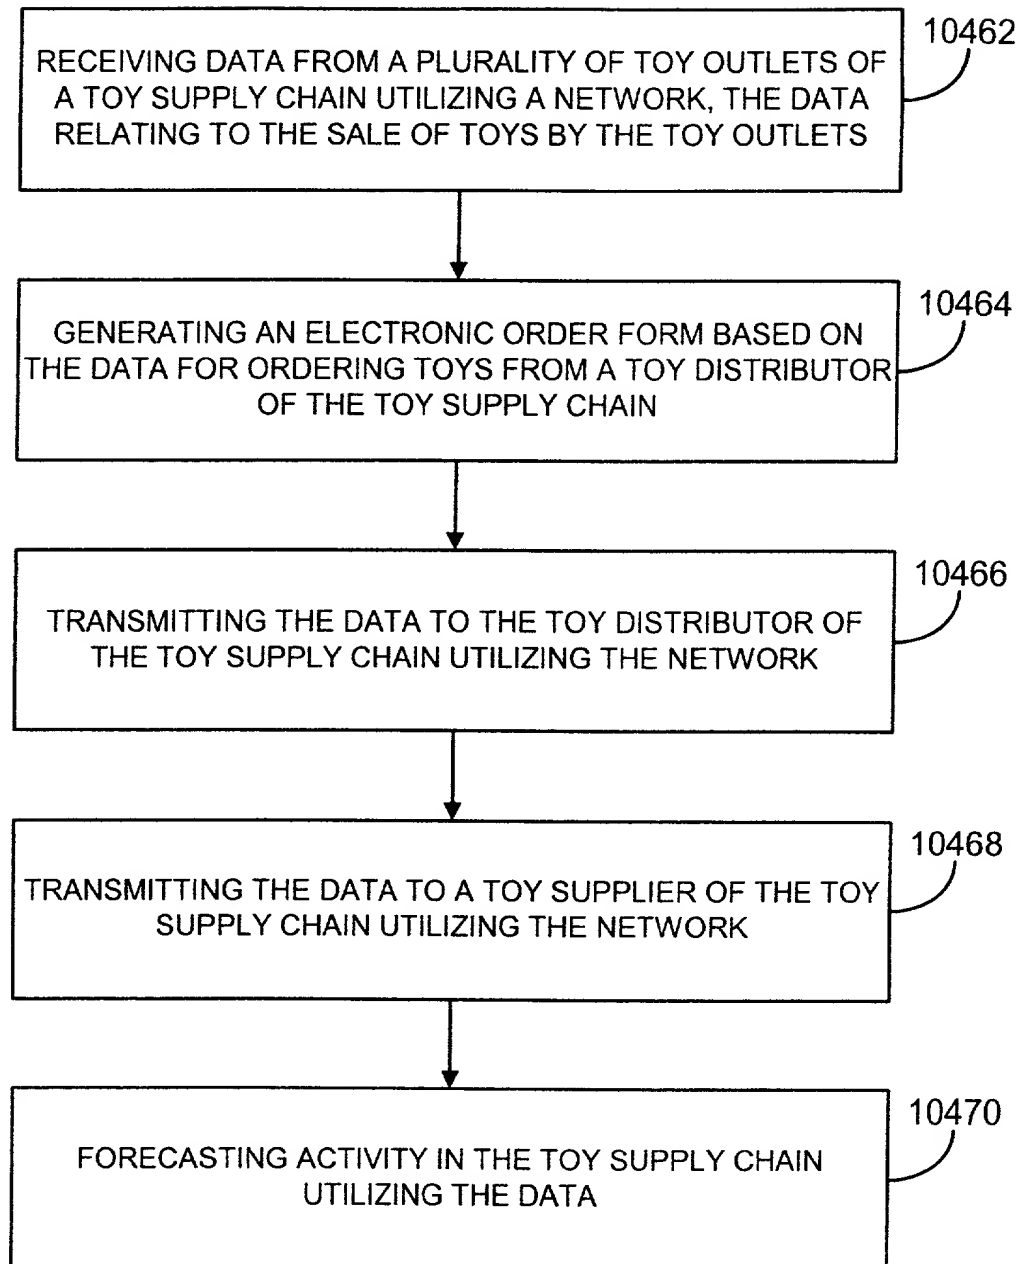 10462
RECEIVING DATA FROM A PLURALITY OF TOY OUTLETS OF
A TOY SUPPLY CHAIN UTILIZING A NETWORK, THE DATA
RELATING TO THE SALE OF TOYS BY THE TOY OUTLETS
10464
GENERATING AN ELECTRONIC ORDER FORM BASED ON
THE DATA FOR ORDERING TOYS FROM A TOY DISTRIBUTOR
OF THE TOY SUPPLY CHAIN
10466
TRANSMITTING THE DATA TO THE TOY DISTRIBUTOR OF
THE TOY SUPPLY CHAIN UTILIZING THE NETWORK
10468
TRANSMITTING THE DATA TO A TOY SUPPLIER OF THE TOY
SUPPLY CHAIN UTILIZING THE NETWORK
10470
FORECASTING ACTIVITY IN THE TOY SUPPLY CHAIN
UTILIZING THE DATA